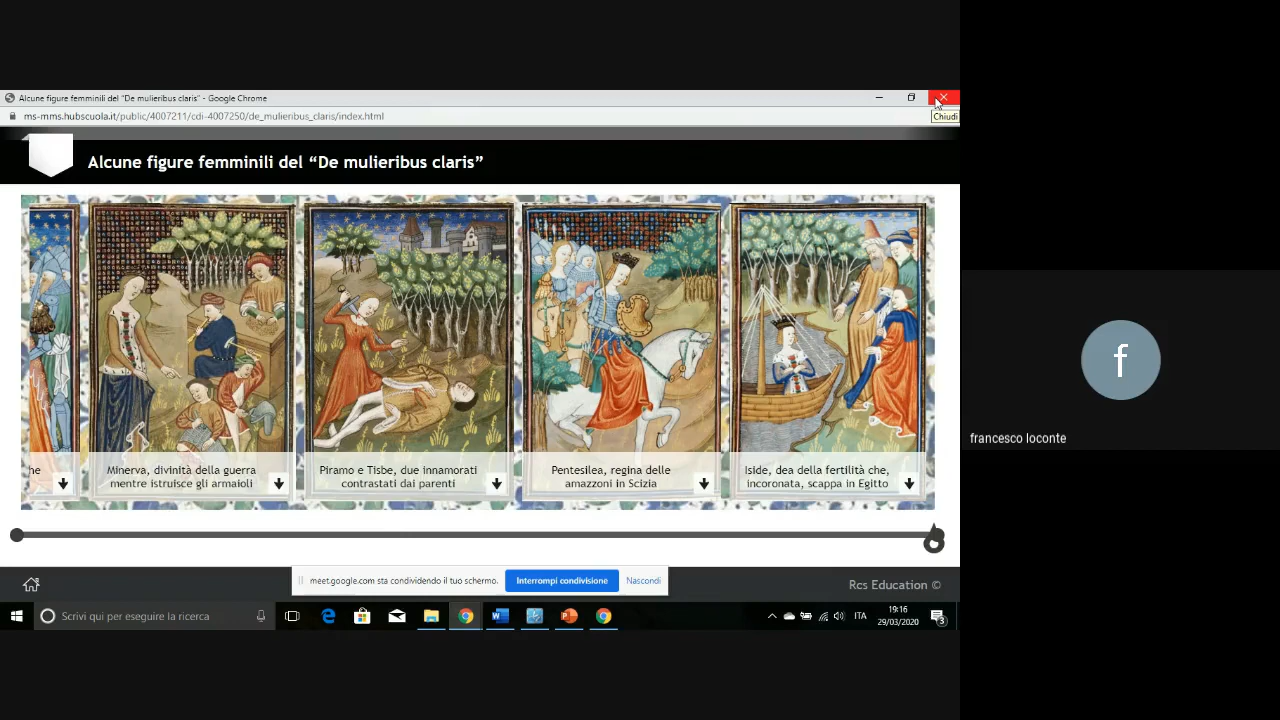 Alcune figure femminili del "De mulieribus claris" - Google Chrome
ms-mms.hubscuola.it/public/4007211/cdi-4007250/de_mulieribus_claris/index.html
Chiudi
Alcune figure femminili del “De mulieribus claris”
he
Minerva, divinità della guerra
mentre istruisce gli armaioli
Piramo e Tisbe, due innamorati
contrastati dai parenti
Pentesilea, regina delle
amazzoni in Scizia
Iside, dea della fertilità che,
incoronata, scappa in Egitto
f
francesco loconte
meet.google.com sta condividendo il tuo schermo.
Interrompi condivisione
Nascondi
Rcs Education ©
Scrivi qui per eseguire la ricerca
ITA
19:16
29/03/2020
3